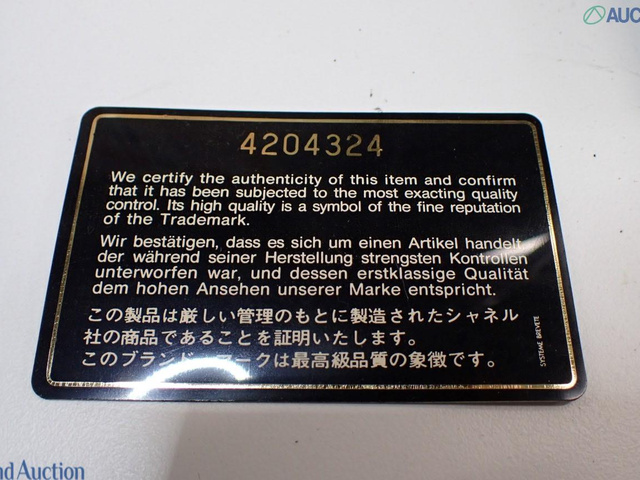 AUC
4204324
We certify the authenticity of this item and confirm
that it has been subjected to the most exacting quality
control. Its high quality is a symbol of the fine reputation
of the Trademark.
Wir bestätigen, dass es sich um einen Artikel handelt,
der während seiner Herstellung strengsten Kontrollen
unterworfen war, und dessen erstklassige Qualität
dem hohen Ansehen unserer Marke entspricht.
この製品は厳しい管理のもとに製造されたシャネル
社の商品であることを証明いたします。
このブランド・マークは最高級品質の象徴です。
SYSTEME BREVETE
nd Auction